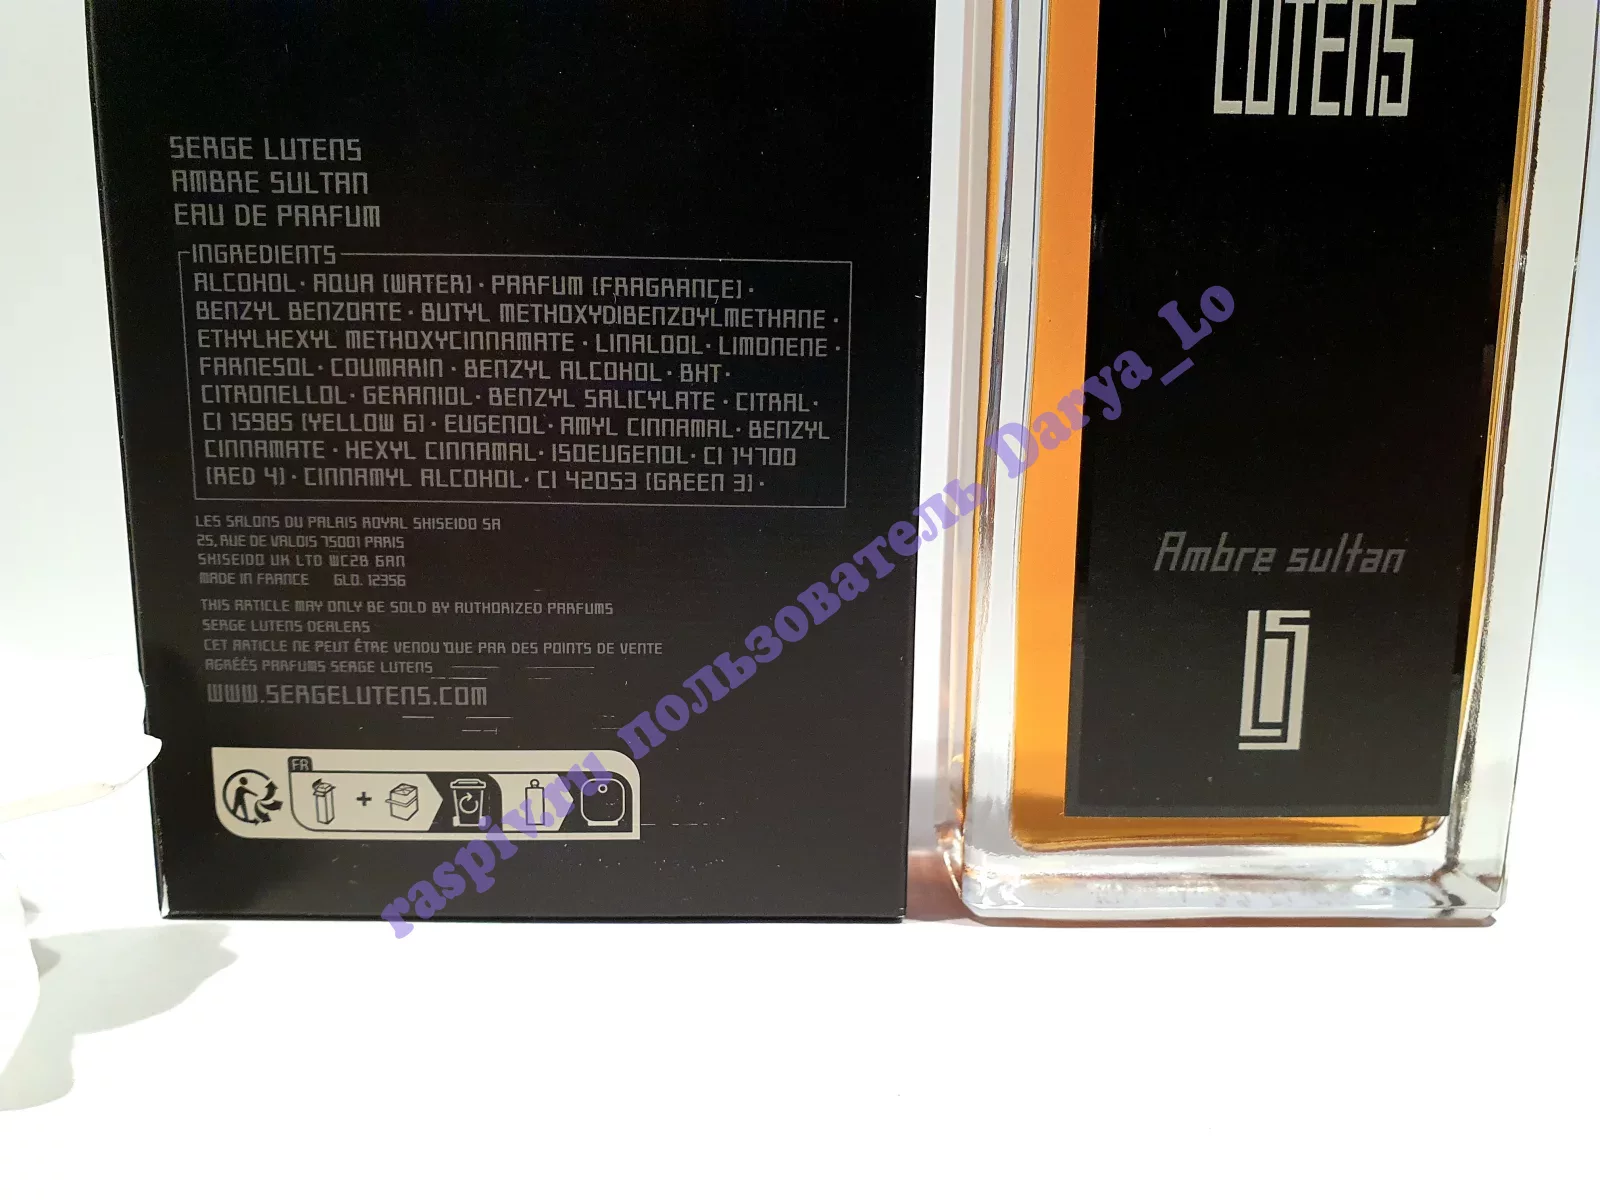 SERGE LUTENS
AMBRE SULTAN
EAU DE PARFUM
INGREDIENTS
ALCOHOL · AQUA [WATER] · PARFUM [FRAGRANCE] ·
BENZYL BENZOATE · BUTYL METHOXYDIBENZOYLMETHANE ·
ETHYLHEXYL METHOXYCINNAMATE · LINALOOL · LIMONENE ·
FARNESOL · COUMARIN · BENZYL ALCOHOL · BHT ·
CITRONELLOL · GERANIOL · BENZYL SALICYLATE · CITRAL ·
CI 15985 [YELLOW 6] · EUGENOL · AMYL CINNAMAL · BENZYL
CINNAMATE · HEXYL CINNAMAL · ISOEUGENOL · CI 14700
[RED 4] · CINNAMYL ALCOHOL · CI 42053 [GREEN 3] ·
LES SALONS DU PALAIS ROYAL SHISEIDO SA
25, RUE DE VALOIS 75001 PARIS
SHISEIDO UK LTD WC2B 6AN
MADE IN FRANCE GLD. 12356
THIS ARTICLE MAY ONLY BE SOLD BY AUTHORIZED PARFUMS
SERGE LUTENS DEALERS
CET ARTICLE NE PEUT ÊTRE VENDU QUE PAR DES POINTS DE VENTE
AGRÉÉS PARFUMS SERGE LUTENS
WWW.SERGELUTENS.COM
FR
+
LUTENS
Ambre sultan
raspiv.ru пользователь Darya_Lo